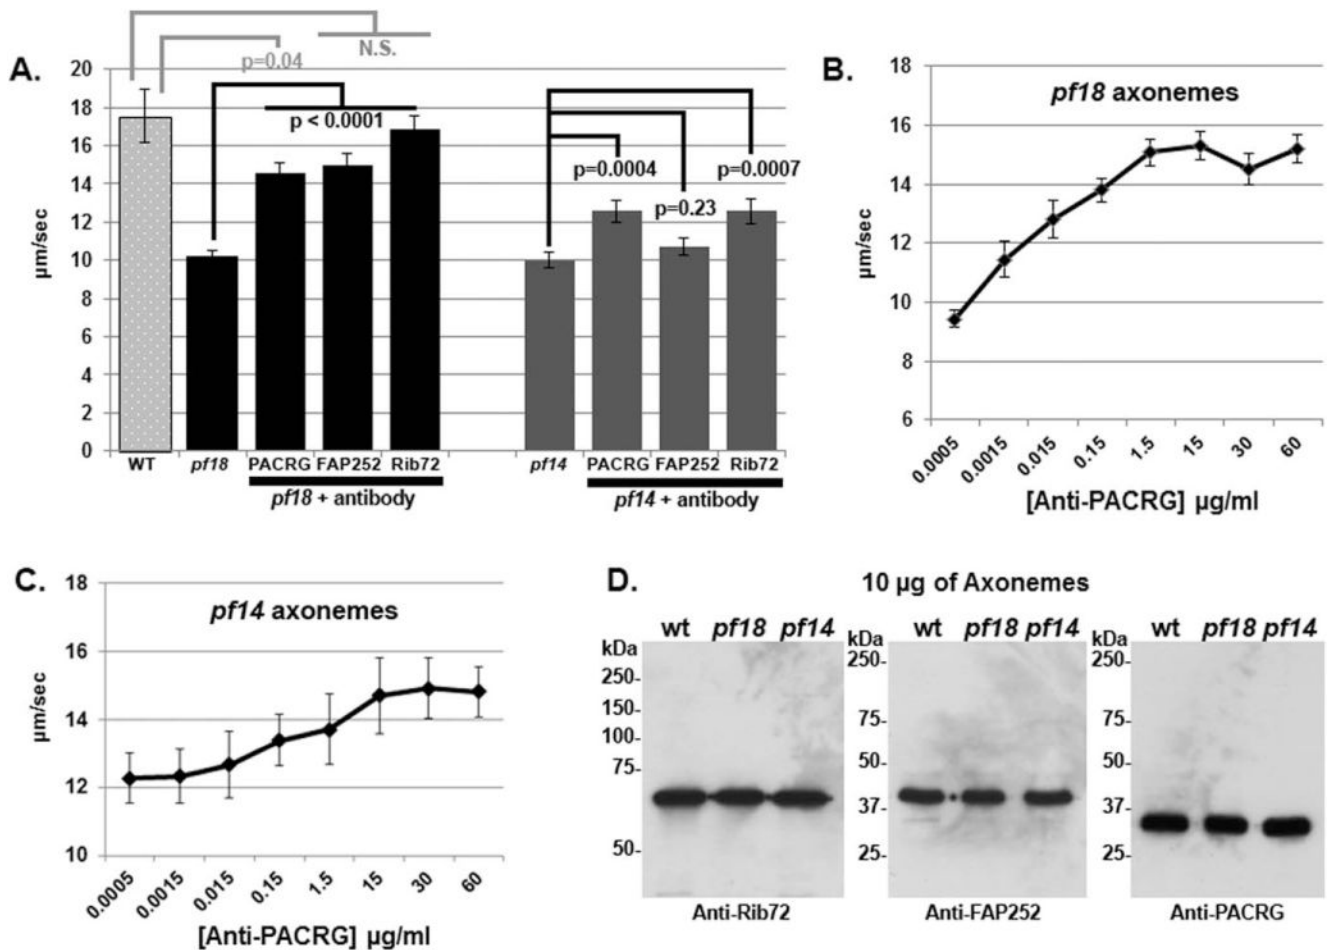 N.S.
A.
p=0.04
20
18
16
14
12
10
8
6
4
2
0
µm/sec
p < 0.0001
p=0.0004
p=0.0007
p=0.23
WT pf18 PACRG FAP252 Rib72 pf14 PACRG FAP252 Rib72
pf18 + antibody pf14 + antibody
B.
18
16
14
12
10
8
6
µm/sec
pf18 axonemes
0.0005 0.0015 0.015 0.15 1.5 15 30 60
[Anti-PACRG] µg/ml
C.
18
16
14
12
10
µm/sec
pf14 axonemes
0.0005 0.0015 0.015 0.15 1.5 15 30 60
[Anti-PACRG] µg/ml
D.
10 µg of Axonemes
wt pf18 pf14
kDa
250-
150-
100-
75-
50-
Anti-Rib72
wt pf18 pf14
kDa
250-
75-
50-
37-
25-
Anti-FAP252
wt pf18 pf14
kDa
250-
75-
50-
37-
25-
Anti-PACRG